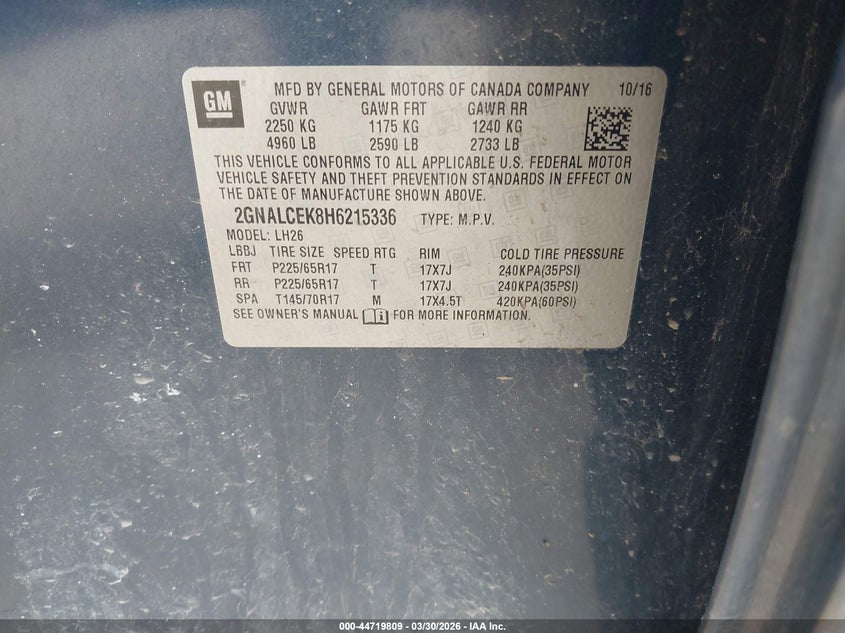 GM
MFD BY GENERAL MOTORS OF CANADA COMPANY 10/16
GVWR GAWR FRT GAWR RR
2250 KG 1175 KG 1240 KG
4960 LB 2590 LB 2733 LB
THIS VEHICLE CONFORMS TO ALL APPLICABLE U.S. FEDERAL MOTOR
VEHICLE SAFETY AND THEFT PREVENTION STANDARDS IN EFFECT ON
THE DATE OF MANUFACTURE SHOWN ABOVE.
2GNALCEK8H6215336 TYPE: M.P.V.
MODEL: LH26
LBBJ TIRE SIZE SPEED RTG RIM COLD TIRE PRESSURE
FRT P225/65R17 T 17X7J 240KPA(35PSI)
RR P225/65R17 T 17X7J 240KPA(35PSI)
SPA T145/70R17 M 17X4.5T 420KPA(60PSI)
SEE OWNER'S MANUAL FOR MORE INFORMATION.
000-44719809 — 03/30/2026 - IAA Inc.